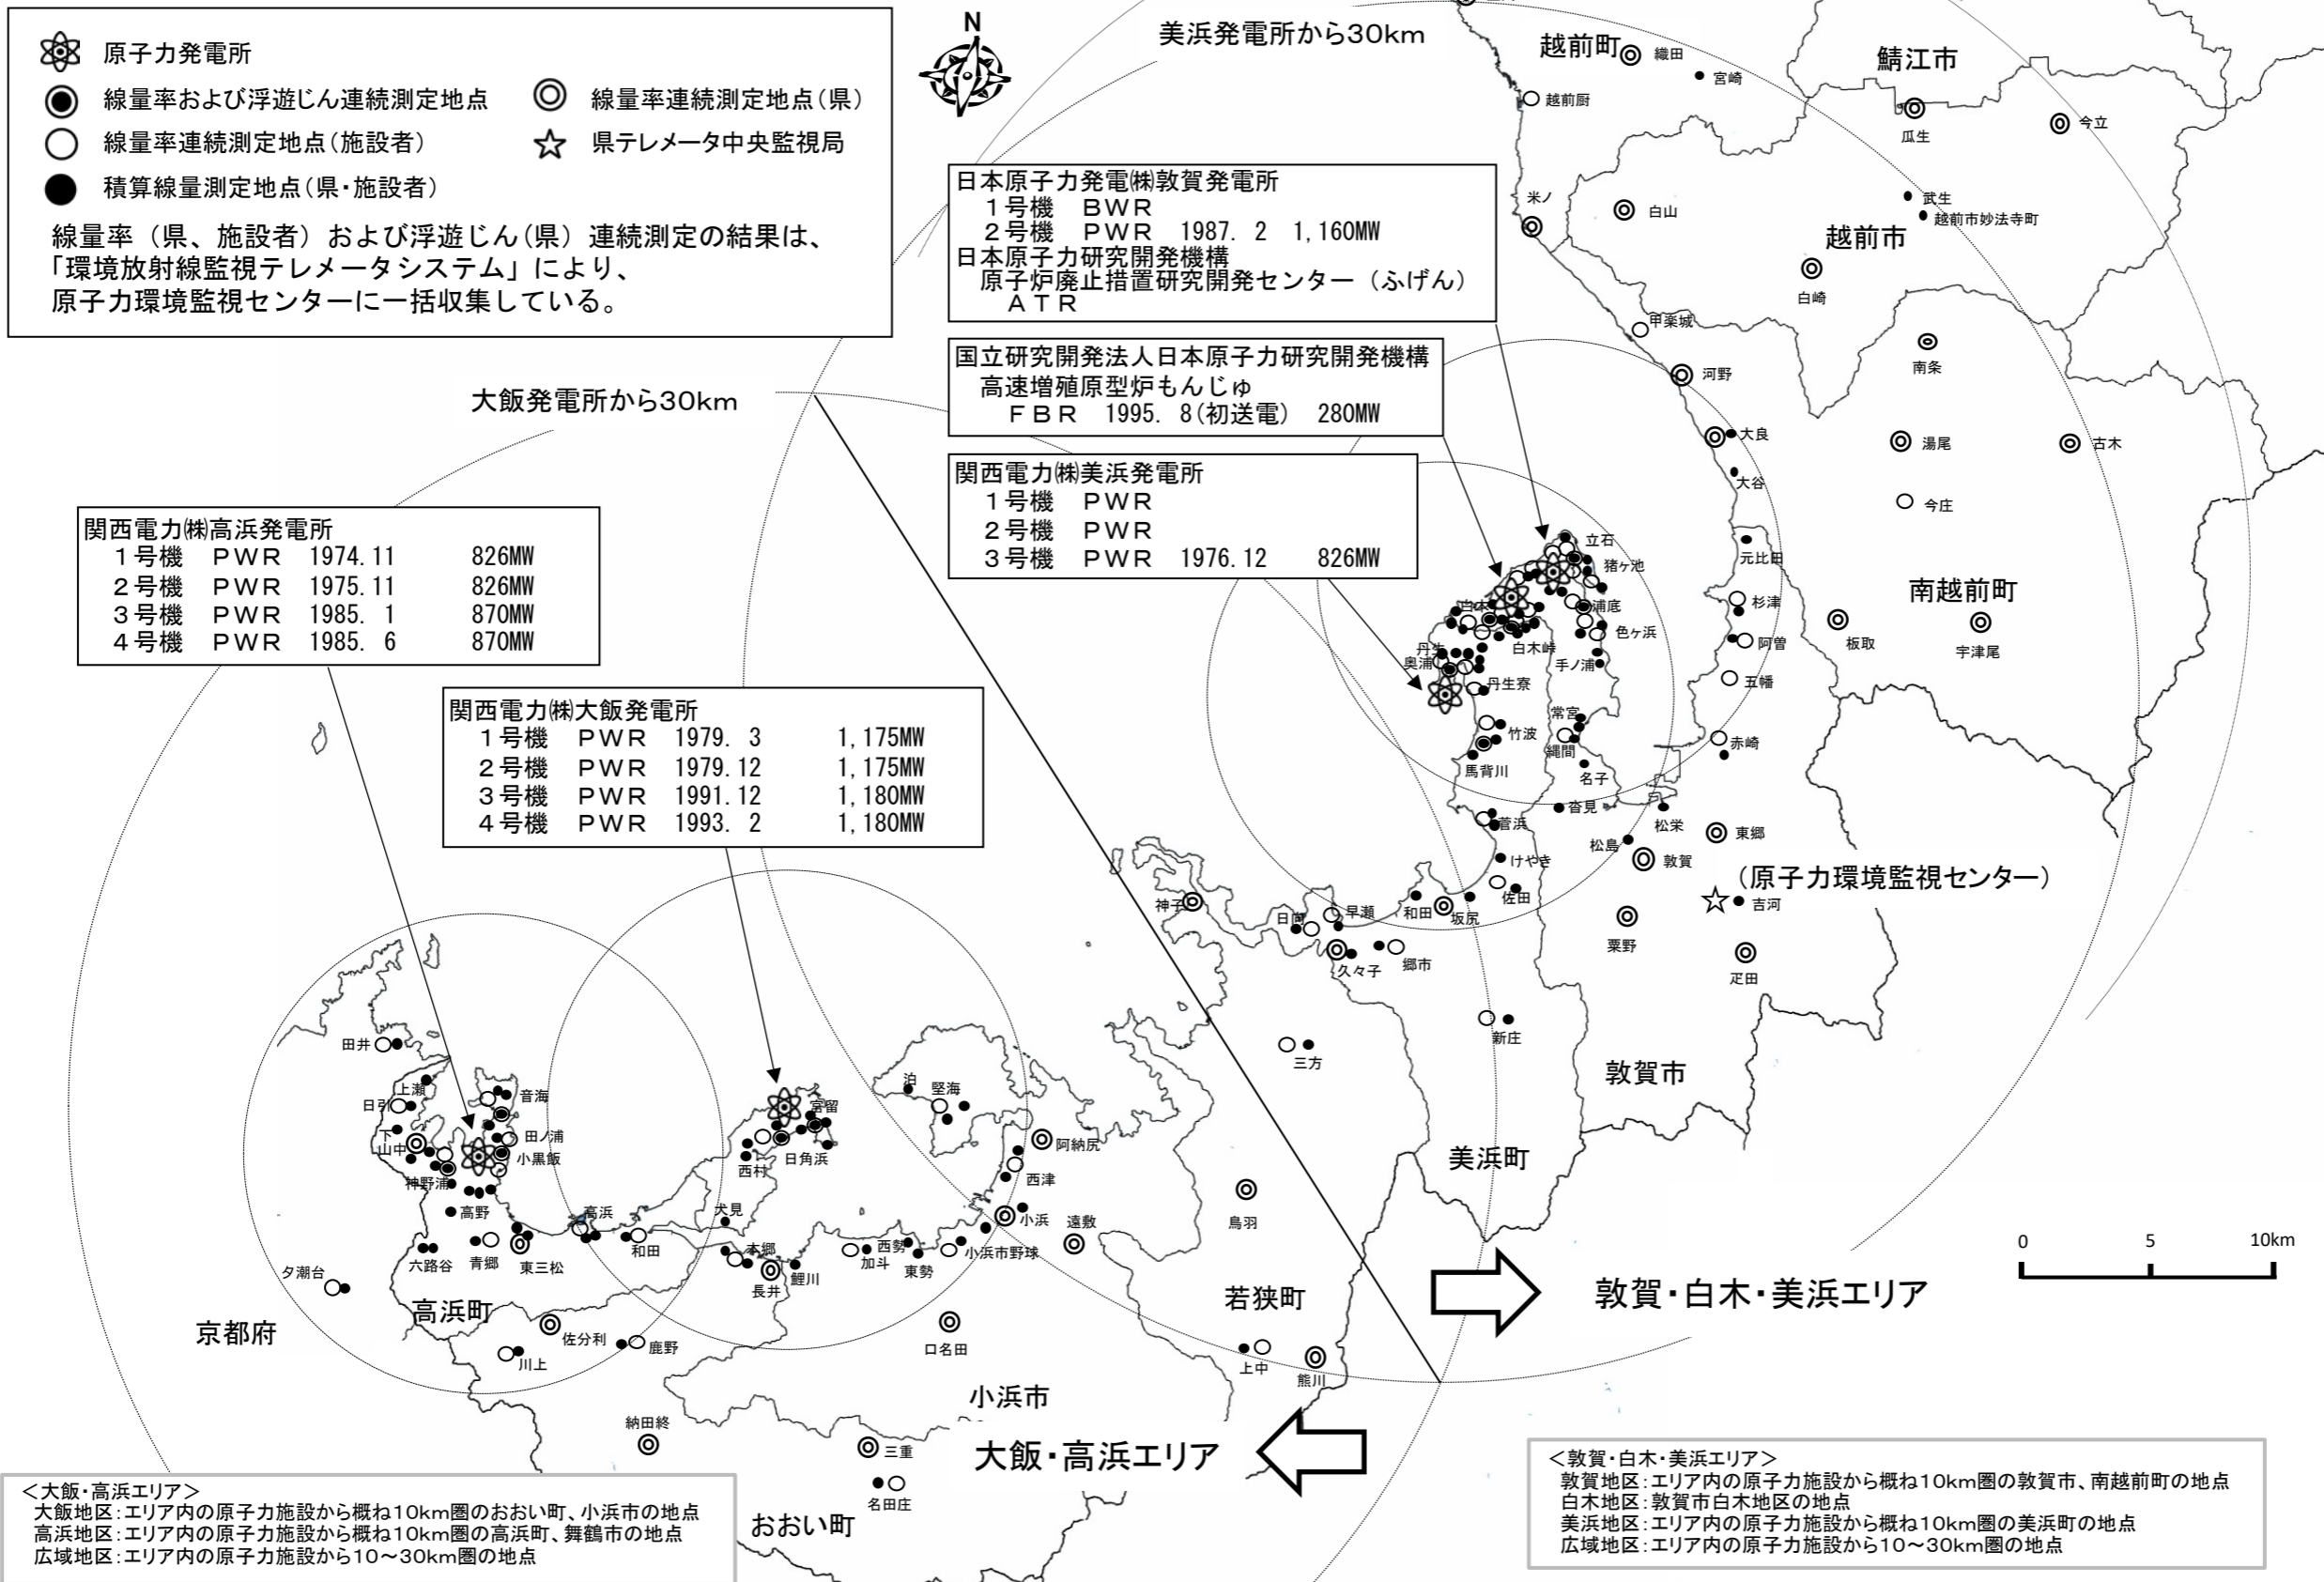 原子力発電所
線量率および浮遊じん連続測定地点
線量率連続測定地点(県)
線量率連続測定地点(施設者)
県テレメータ中央監視局
積算線量測定地点(県・施設者)
線量率(県、施設者)および浮遊じん(県)連続測定の結果は、
「環境放射線監視テレメータシステム」により、
原子力環境監視センターに一括収集している。
N
美浜発電所から30km
大飯発電所から30km
日本原子力発電㈱敦賀発電所
1号機 BWR
2号機 PWR 1987. 2 1,160MW
日本原子力研究開発機構
原子炉廃止措置研究開発センター(ふげん)
ATR
国立研究開発法人日本原子力研究開発機構
高速増殖原型炉もんじゅ
FBR 1995. 8(初送電) 280MW
関西電力㈱美浜発電所
1号機 PWR
2号機 PWR
3号機 PWR 1976.12 826MW
関西電力㈱高浜発電所
1号機 PWR 1974.11 826MW
2号機 PWR 1975.11 826MW
3号機 PWR 1985. 1 870MW
4号機 PWR 1985. 6 870MW
関西電力㈱大飯発電所
1号機 PWR 1979. 3 1,175MW
2号機 PWR 1979.12 1,175MW
3号機 PWR 1991.12 1,180MW
4号機 PWR 1993. 2 1,180MW
越前町
織田
宮崎
鯖江市
越前厨
瓜生
今立
米ノ
白山
武生
越前市妙法寺町
越前市
白崎
甲楽城
南条
河野
大良
湯尾
古木
大谷
今庄
立石
元比田
猪ヶ池
南越前町
白木
浦底
杉津
色ヶ浜
阿曽
板取
宇津尾
丹生
白木峠
奥浦
手ノ浦
丹生寮
五幡
常宮
竹波
赤崎
縄間
馬背川
名子
沓見
菅浜
松栄
東郷
松島
敦賀
けやき
(原子力環境監視センター)
佐田
吉河
神子
日向
早瀬
和田
坂尻
粟野
久々子
郷市
疋田
新庄
三方
敦賀市
田井
上瀬
音海
日引
泊
堅海
宮留
下
山中
田ノ浦
小黒飯
阿納尻
西村
日角浜
美浜町
神野浦
西津
高野
高浜
犬見
小浜
遠敷
鳥羽
六路谷
青郷
東三松
和田
本郷
長井
鯉川
加斗
西勢
東勢
小浜市野球
夕潮台
高浜町
若狭町
京都府
佐分利
鹿野
川上
口名田
上中
熊川
小浜市
納田終
三重
名田庄
おおい町
0 5 10km
敦賀・白木・美浜エリア
大飯・高浜エリア
<大飯・高浜エリア>
大飯地区:エリア内の原子力施設から概ね10km圏のおおい町、小浜市の地点
高浜地区:エリア内の原子力施設から概ね10km圏の高浜町、舞鶴市の地点
広域地区:エリア内の原子力施設から10~30km圏の地点
<敦賀・白木・美浜エリア>
敦賀地区:エリア内の原子力施設から概ね10km圏の敦賀市、南越前町の地点
白木地区:敦賀市白木地区の地点
美浜地区:エリア内の原子力施設から概ね10km圏の美浜町の地点
広域地区:エリア内の原子力施設から10~30km圏の地点